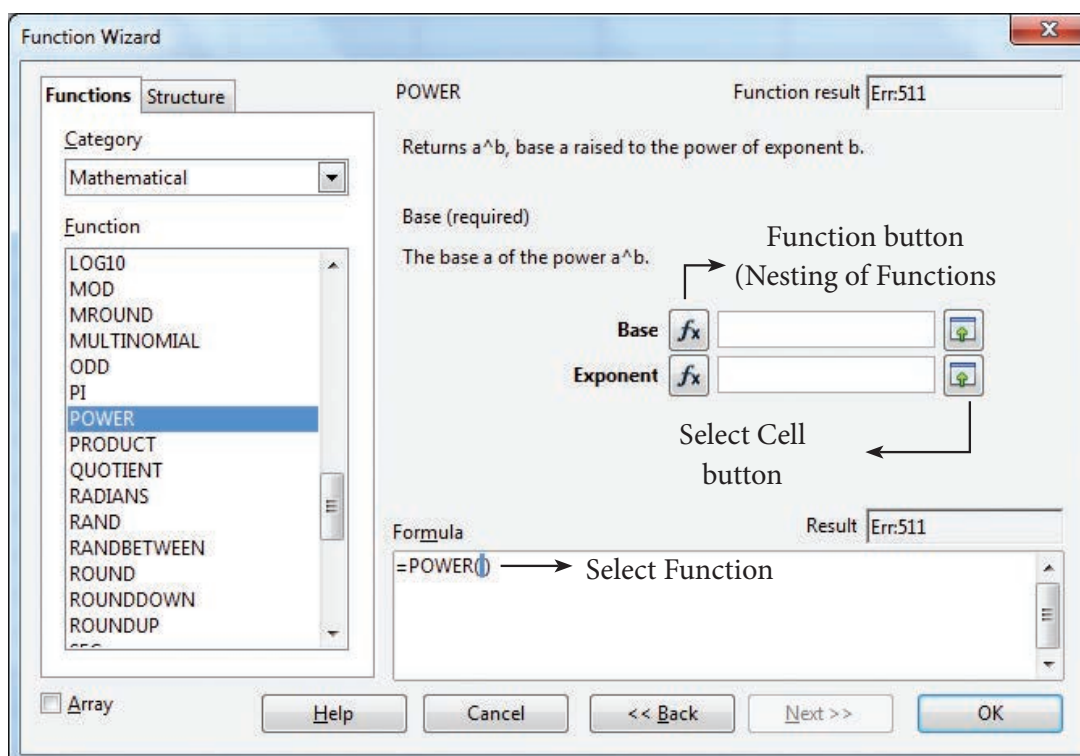 Function Wizard
X
Functions
Structure
Category
Mathematical
Function
LOG10
MOD
MROUND
MULTINOMIAL
ODD
PI
POWER
PRODUCT
QUOTIENT
RADIANS
RAND
RANDBETWEEN
ROUND
ROUNDDOWN
ROUNDUP
Array
POWER
Function result Err:511
Returns a^b, base a raised to the power of exponent b.
Base (required)
The base a of the power a^b.
Function button
(Nesting of Functions
Base fx
Exponent fx
Select Cell
button
Formula
Result Err:511
=POWER()
Select Function
Help
Cancel
<< Back
Next >>
OK